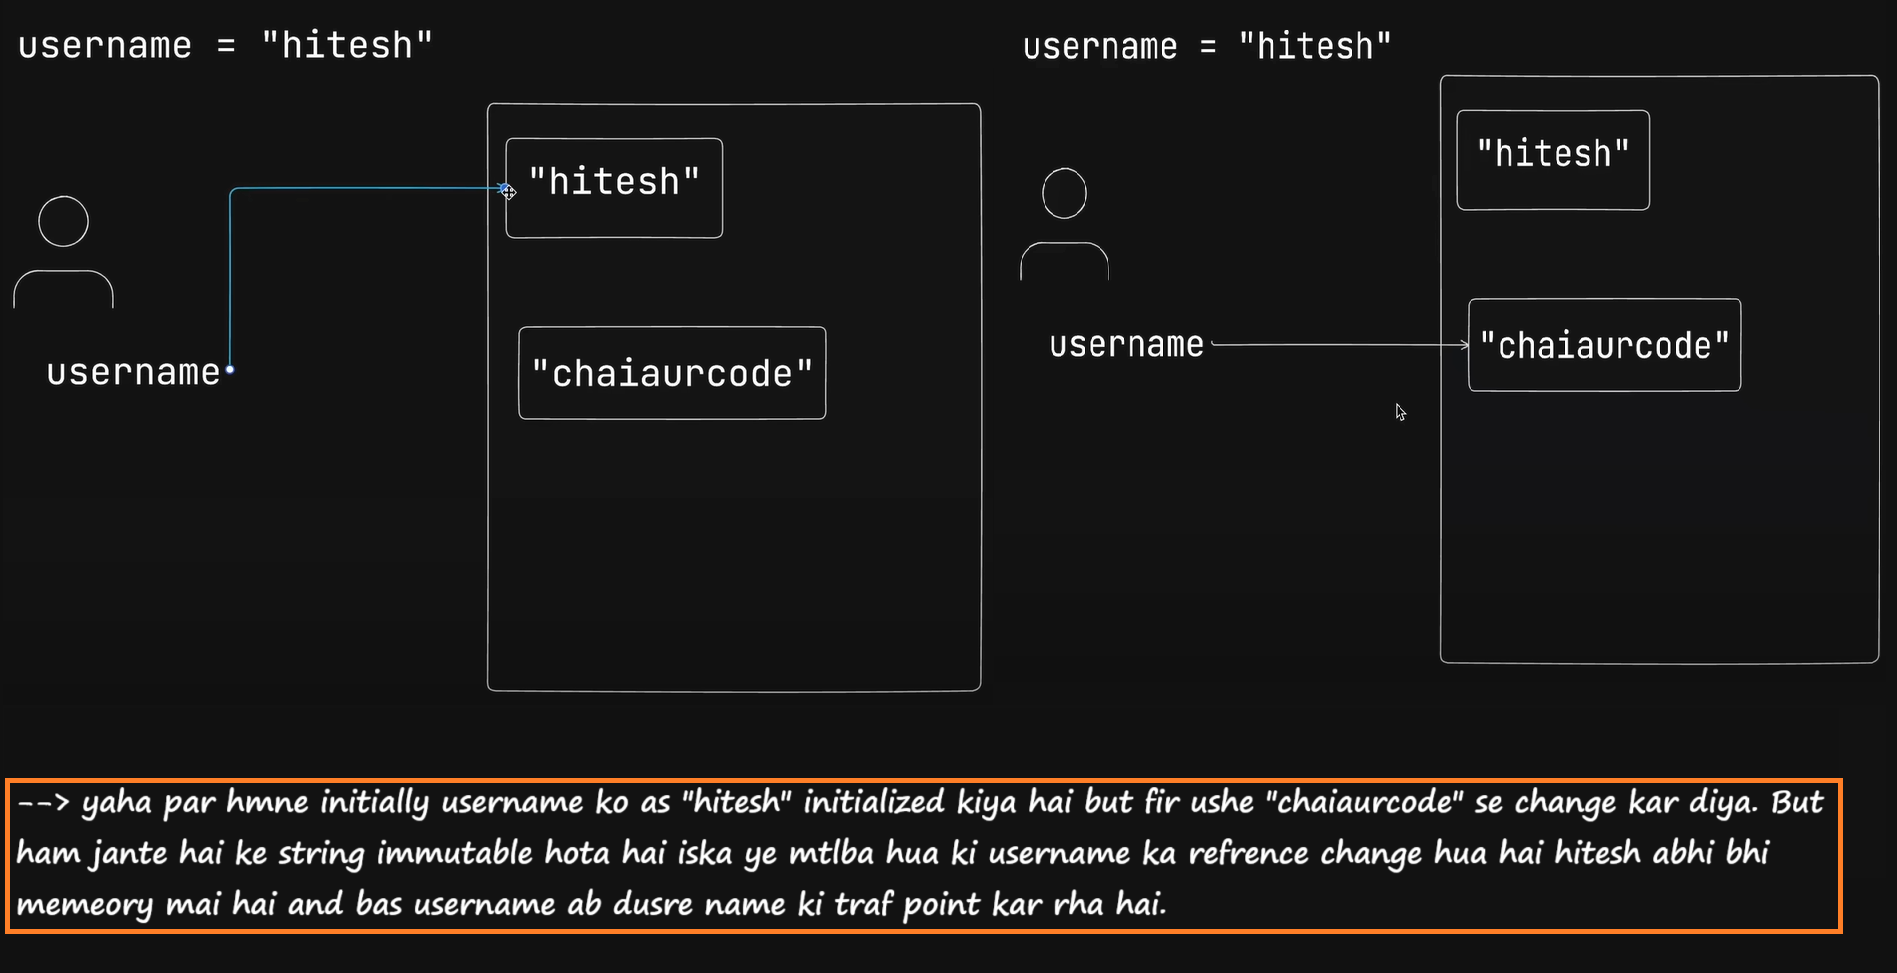 username = "hitesh"
"hitesh"
"chaiaurcode"
username
username = "hitesh"
"hitesh"
username
"chaiaurcode"
--> yaha par hmne initially username ko as "hitesh" initialized kiya hai but fir ushe "chaiaurcode" se change kar diya. But
ham jante hai ke string immutable hota hai iska ye mtlba hua ki username ka refrence change hua hai hitesh abhi bhi
memeory mai hai and bas username ab dusre name ki traf point kar rha hai.